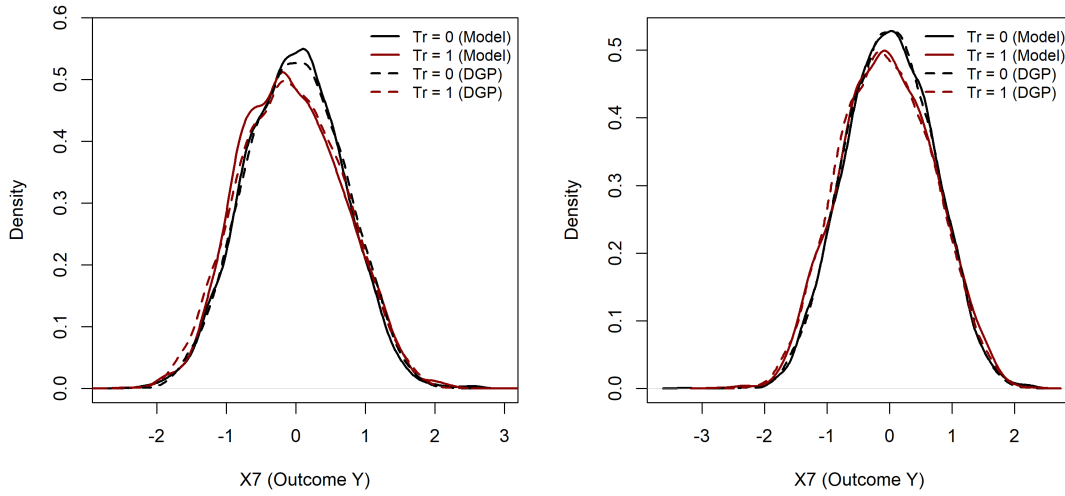 Tr = 0 (Model)
Tr = 1 (Model)
Tr = 0 (DGP)
Tr = 1 (DGP)
Density
0.0 0.1 0.2 0.3 0.4 0.5 0.6
-2 -1 0 1 2 3
X7 (Outcome Y)
Tr = 0 (Model)
Tr = 1 (Model)
Tr = 0 (DGP)
Tr = 1 (DGP)
Density
0.0 0.1 0.2 0.3 0.4 0.5
-3 -2 -1 0 1 2
X7 (Outcome Y)